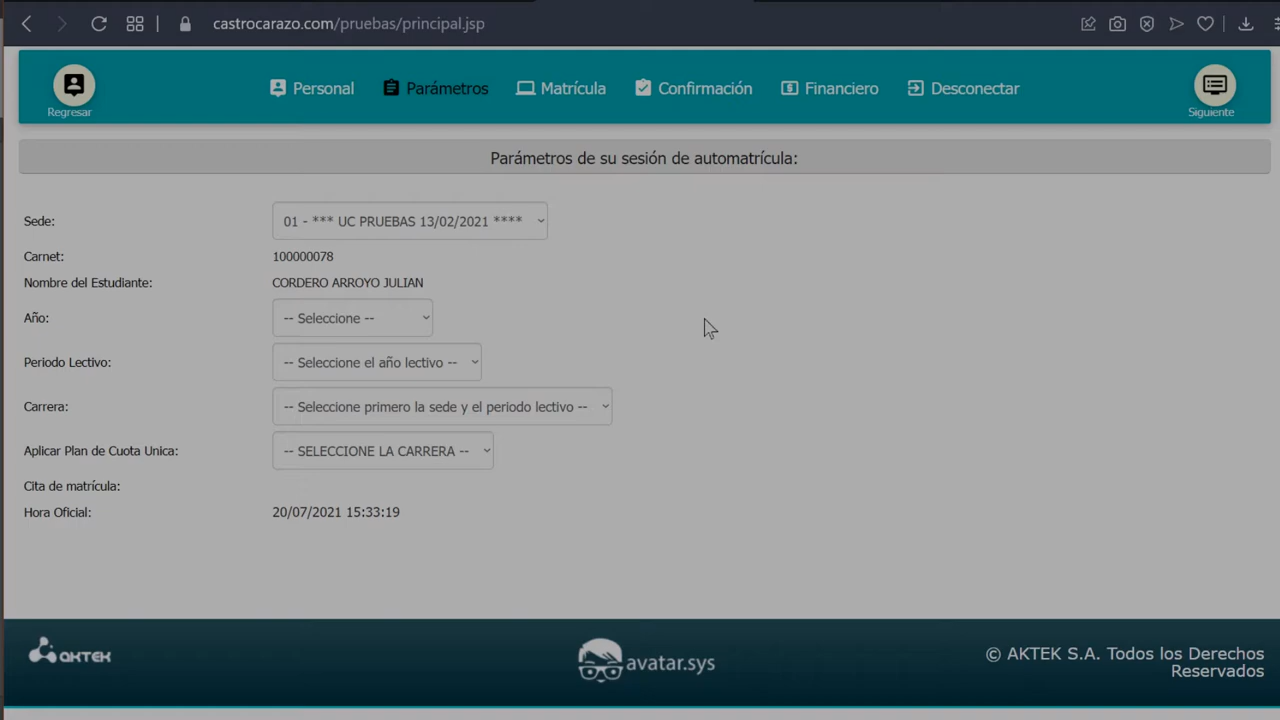 castrocarazo.com/pruebas/principal.jsp
Regresar
Personal
Parámetros
Matrícula
Confirmación
Financiero
Desconectar
Siguiente
Parámetros de su sesión de automatrícula:
Sede: 01 - *** UC PRUEBAS 13/02/2021 ****
Carnet: 100000078
Nombre del Estudiante: CORDERO ARROYO JULIAN
Año: -- Seleccione --
Periodo Lectivo: -- Seleccione el año lectivo --
Carrera: -- Seleccione primero la sede y el periodo lectivo --
Aplicar Plan de Cuota Unica: -- SELECCIONE LA CARRERA --
Cita de matrícula:
Hora Oficial: 20/07/2021 15:33:19
AKTEK
avatar.sys
© AKTEK S.A. Todos los Derechos
Reservados